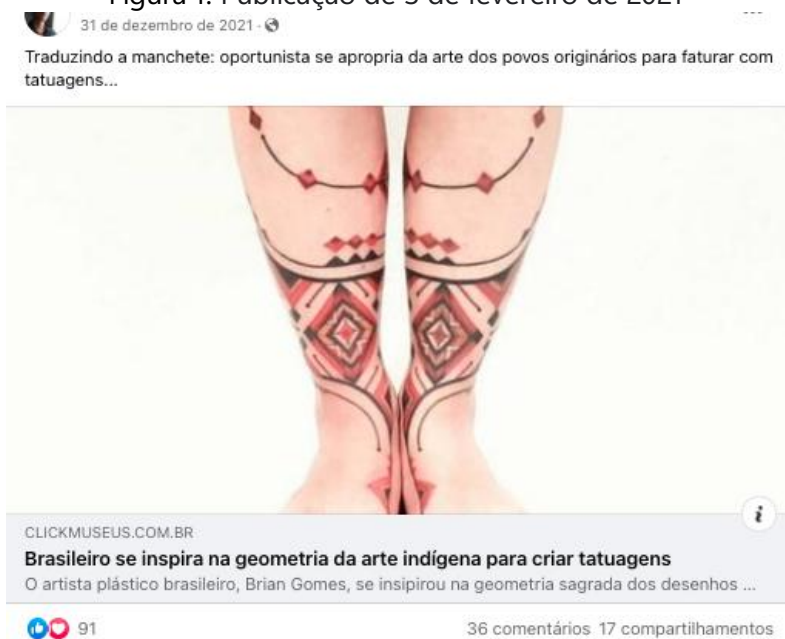 Figura 1. Publicação de 3 de fevereiro de 2021
31 de dezembro de 2021 ·
Traduzindo a manchete: oportunista se apropria da arte dos povos originários para faturar com
tatuagens...
i
CLICKMUSEUS.COM.BR
Brasileiro se inspira na geometria da arte indígena para criar tatuagens
O artista plástico brasileiro, Brian Gomes, se insipirou na geometria sagrada dos desenhos ...
91
36 comentários 17 compartilhamentos